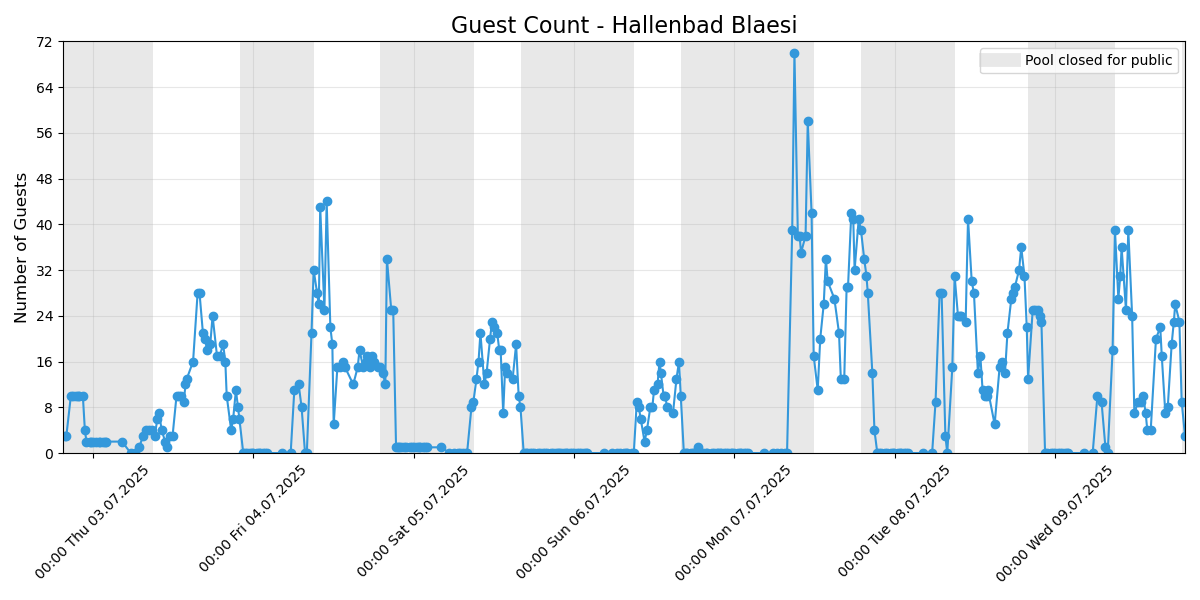 Guest Count - Hallenbad Blaesi
Pool closed for public
Number of Guests
72
64
56
48
40
32
24
16
8
0
00:00 Thu 03.07.2025
00:00 Fri 04.07.2025
00:00 Sat 05.07.2025
00:00 Sun 06.07.2025
00:00 Mon 07.07.2025
00:00 Tue 08.07.2025
00:00 Wed 09.07.2025